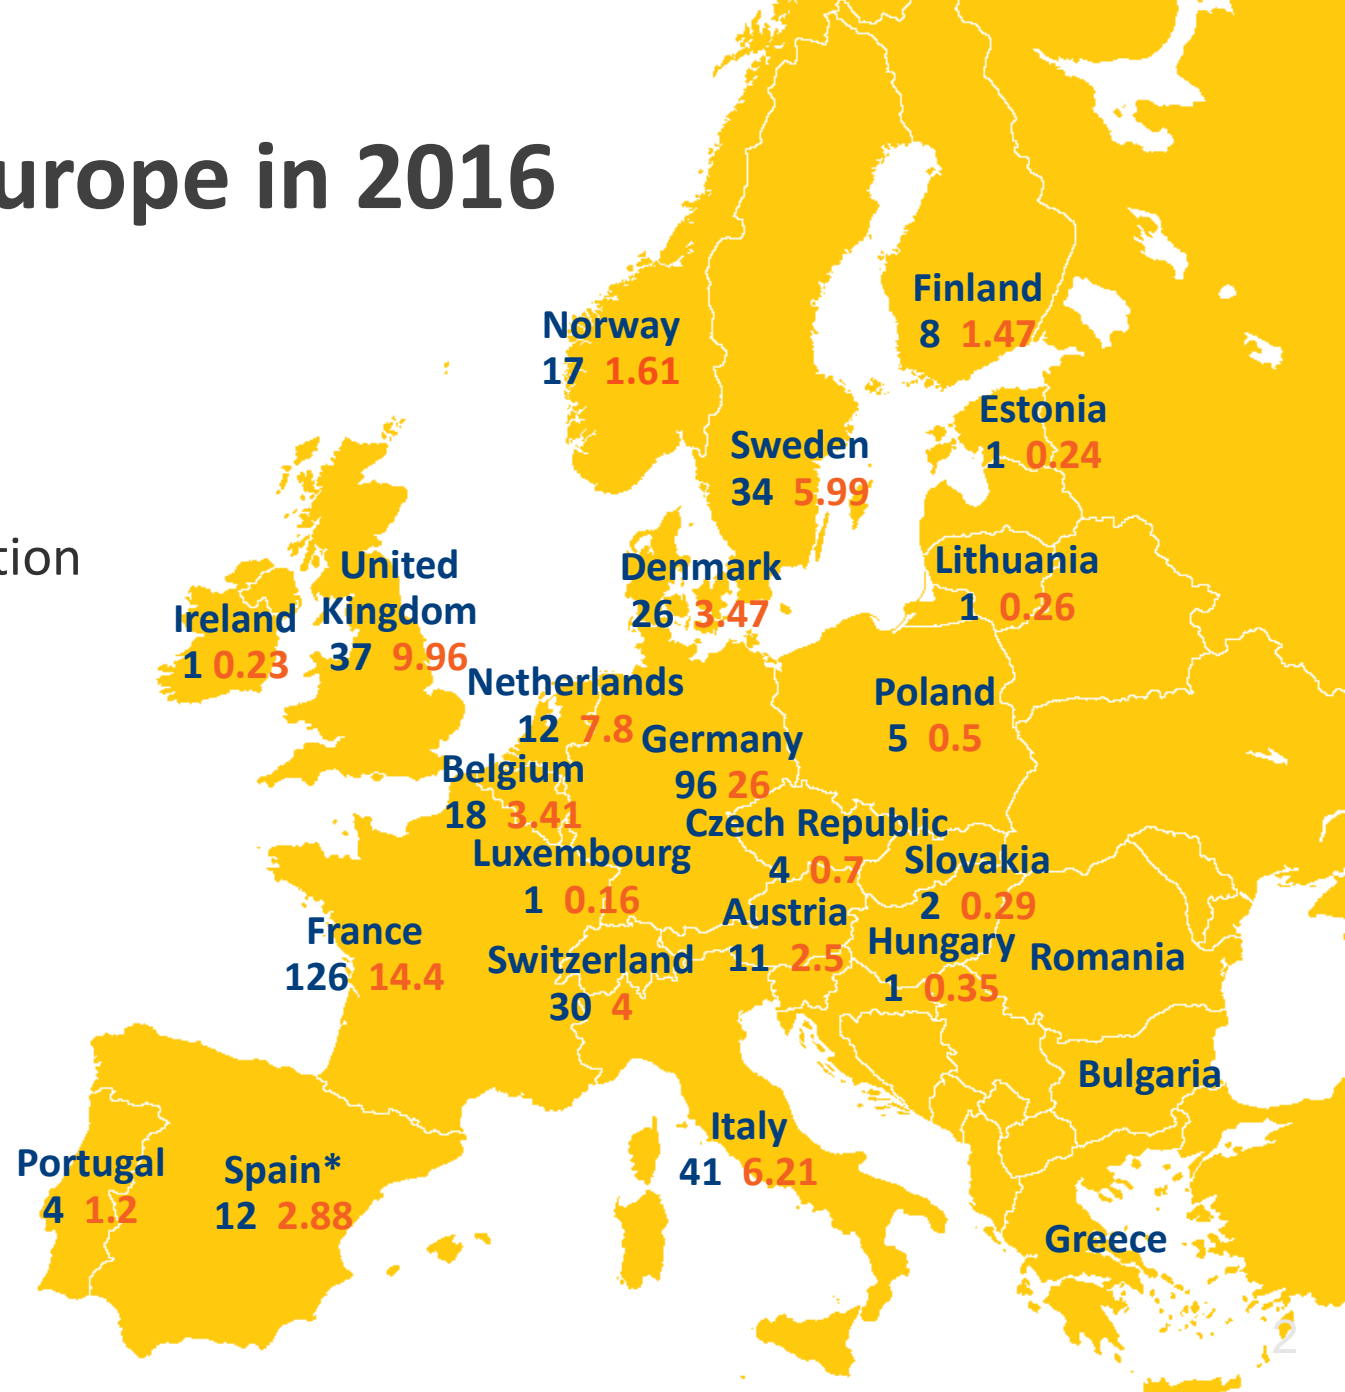 urope in 2016
tion
Finland
8 1.47
Norway
17 1.61
Estonia
1 0.24
Sweden
34 5.99
Lithuania
1 0.26
United
Kingdom
37 9.96
Denmark
26 3.47
Ireland
1 0.23
Netherlands
12 7.8
Poland
5 0.5
Germany
96 26
Belgium
18 3.41
Czech Republic
4 0.7
Luxembourg
1 0.16
Slovakia
2 0.29
Austria
11 2.5
France
126 14.4
Hungary
1 0.35
Romania
Switzerland
30 4
Bulgaria
Italy
41 6.21
Portugal
4 1.2
Spain*
12 2.88
Greece
2